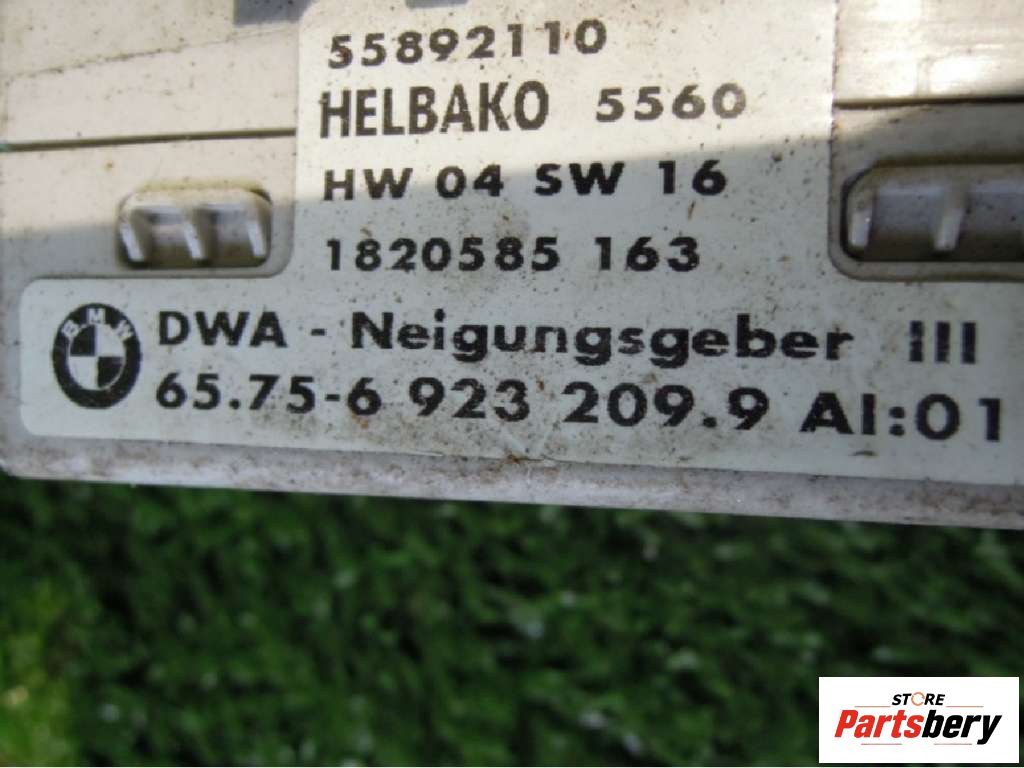 55892110
HELBAKO 5560
HW 04 SW 16
1820585 163
BMW
DWA - Neigungsgeber III
65.75-6 923 209.9 AI:01
STORE
Partsbery